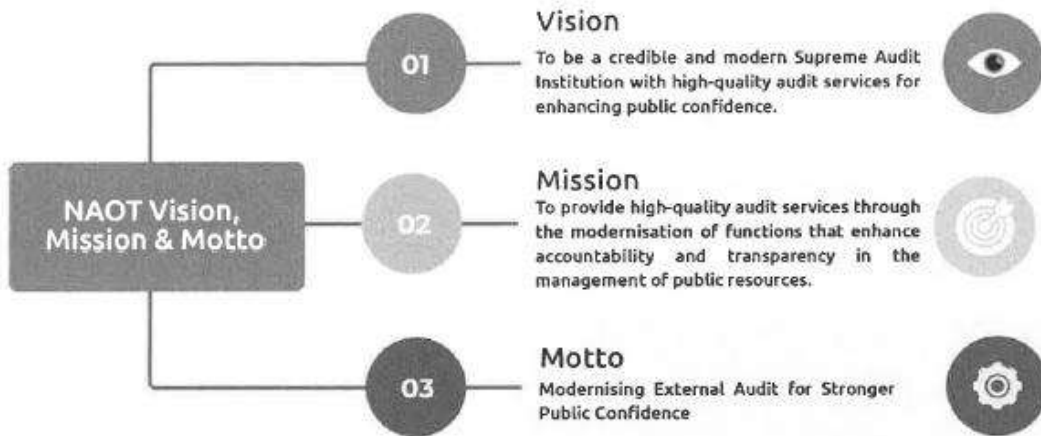 NAOT Vision,
Mission & Motto
01
Vision
To be a credible and modern Supreme Audit
Institution with high-quality audit services for
enhancing public confidence.
02
Mission
To provide high-quality audit services through
the modernisation of functions that enhance
accountability and transparency in the
management of public resources.
03
Motto
Modernising External Audit for Stronger
Public Confidence